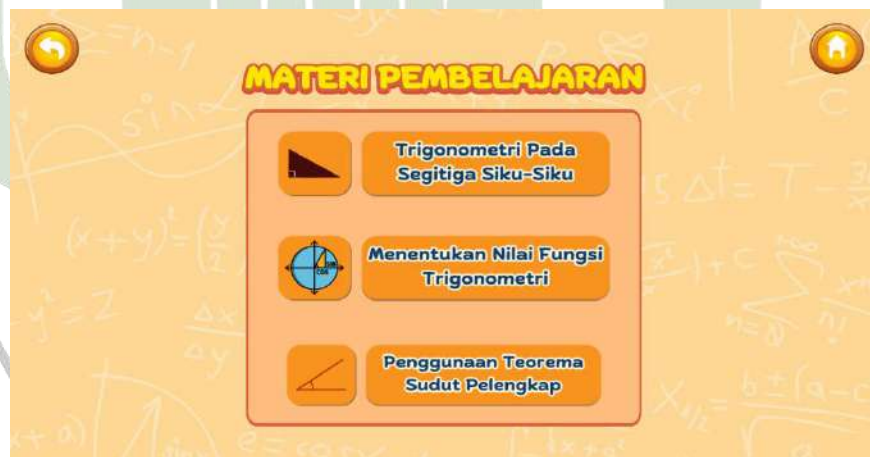 MATERI PEMBELAJARAN
Trigonometri Pada
Segitiga Siku-Siku
Menentukan Nilai Fungsi
Trigonometri
Penggunaan Teorema
Sudut Pelengkap